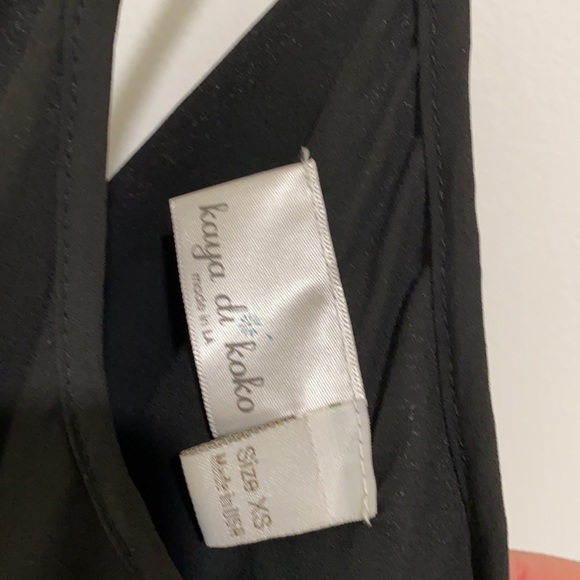 kaya di koko
made in LA
Size XS
Made in USA